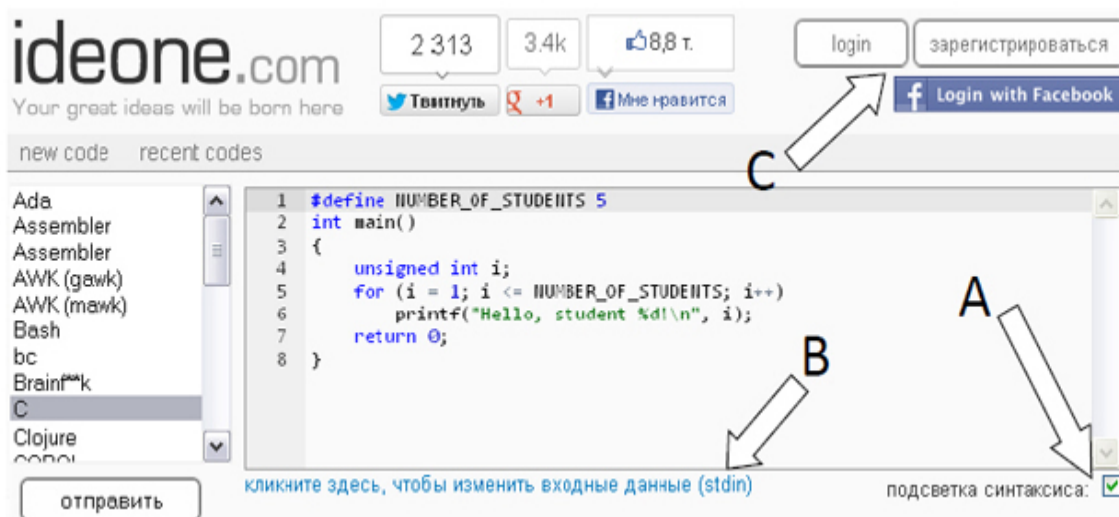 ideone.com
Your great ideas will be born here
2 313
3.4k
8,8 т.
Твитнуть
g +1
f Мне нравится
login
зарегистрироваться
f Login with Facebook
C
new code recent codes
Ada
Assembler
Assembler
AWK (gawk)
AWK (mawk)
Bash
bc
Brainf**k
C
Clojure
1 #define NUMBER_OF_STUDENTS 5
2 int main()
3 {
4 unsigned int i;
5 for (i = 1; i <= NUMBER_OF_STUDENTS; i++)
6 printf("Hello, student %d!\n", i);
7 return 0;
8 }
A
B
отправить
кликните здесь, чтобы изменить входные данные (stdin)
подсветка синтаксиса: